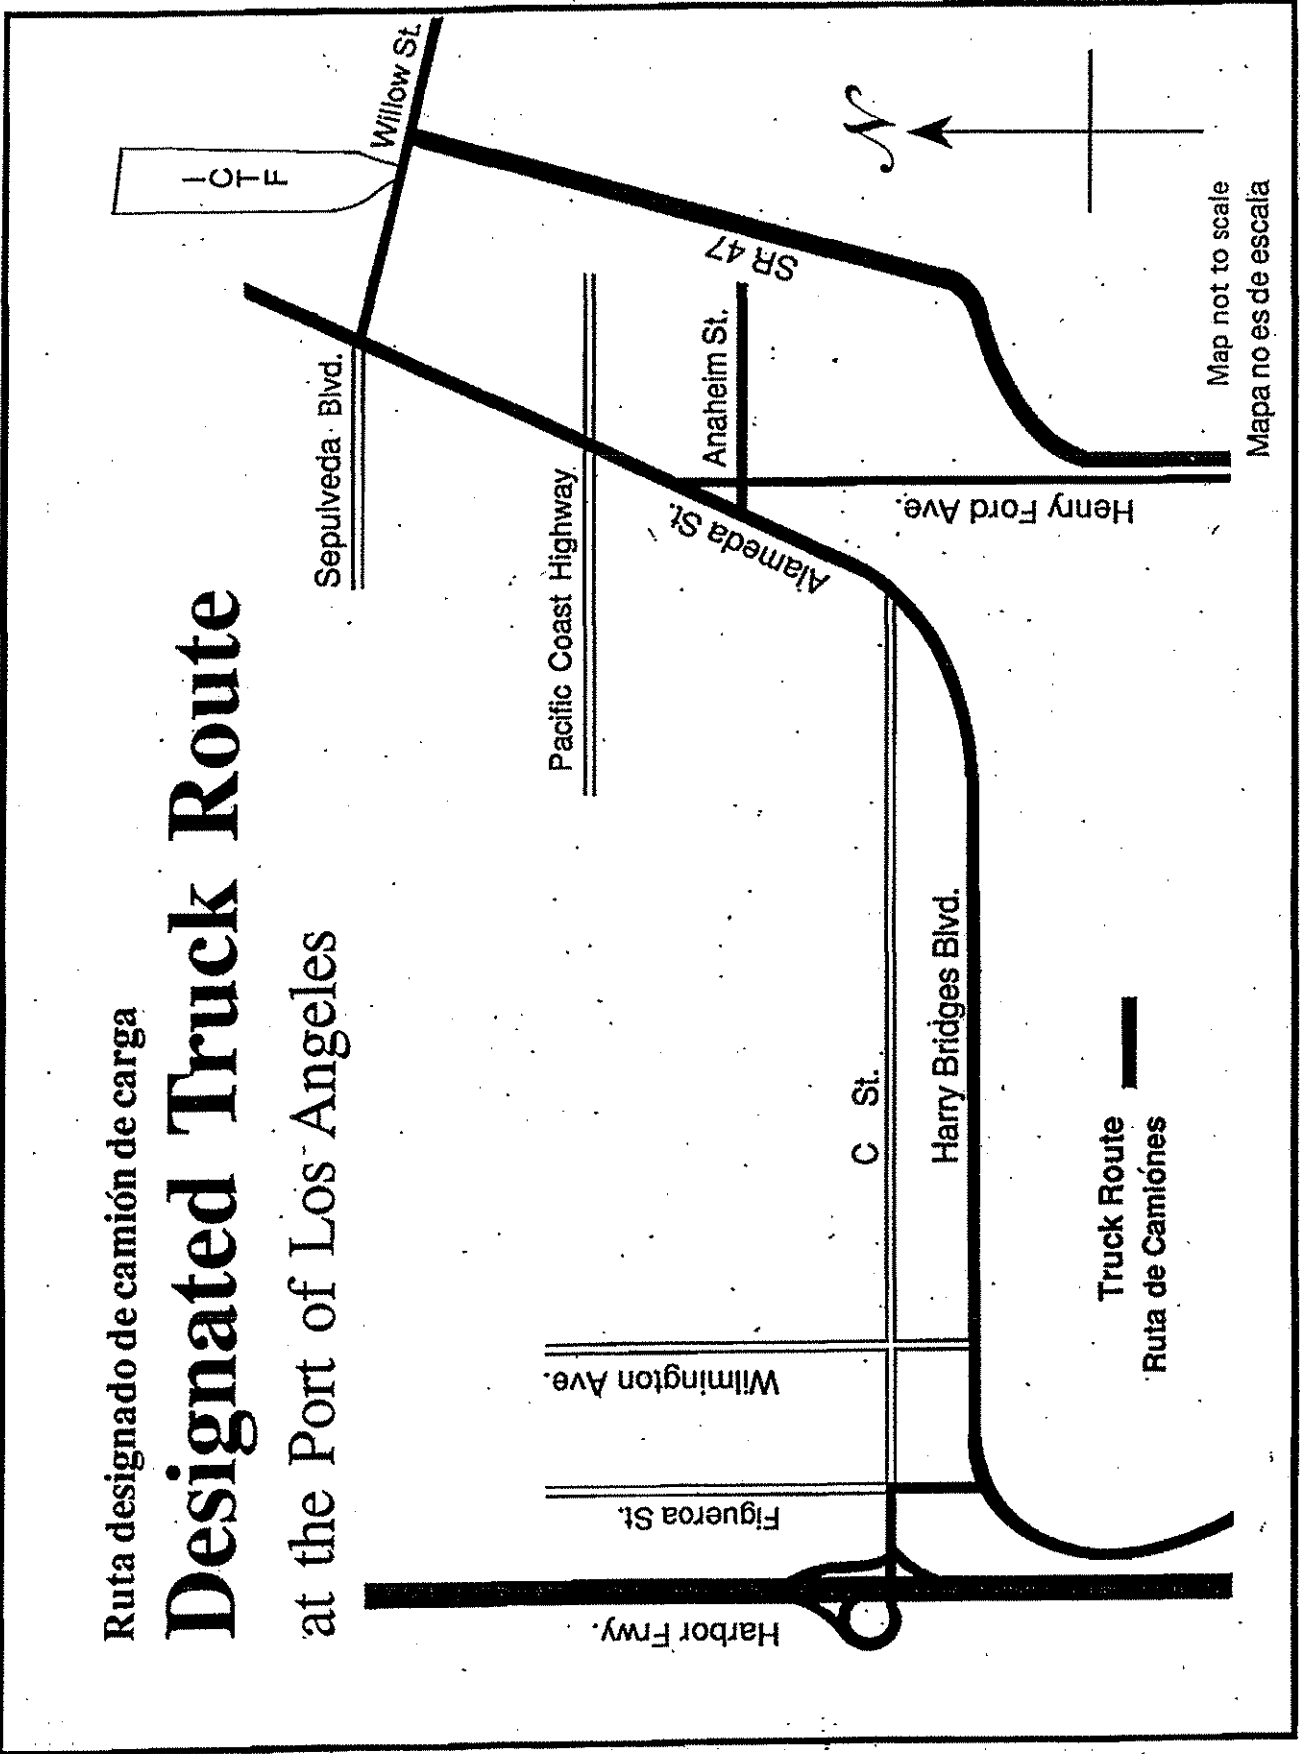 Ruta designado de camión de carga
Designated Truck Route
at the Port of Los Angeles
I
C
T
F
Willow St.
Sepulveda Blvd.
Pacific Coast Highway
Anaheim St.
SR 47
Alameda St.
Henry Ford Ave.
C St.
Harry Bridges Blvd.
Wilmington Ave.
Figueroa St.
Harbor Frwy.
N
Truck Route
Ruta de Camiónes
Map not to scale
Mapa no es de escala